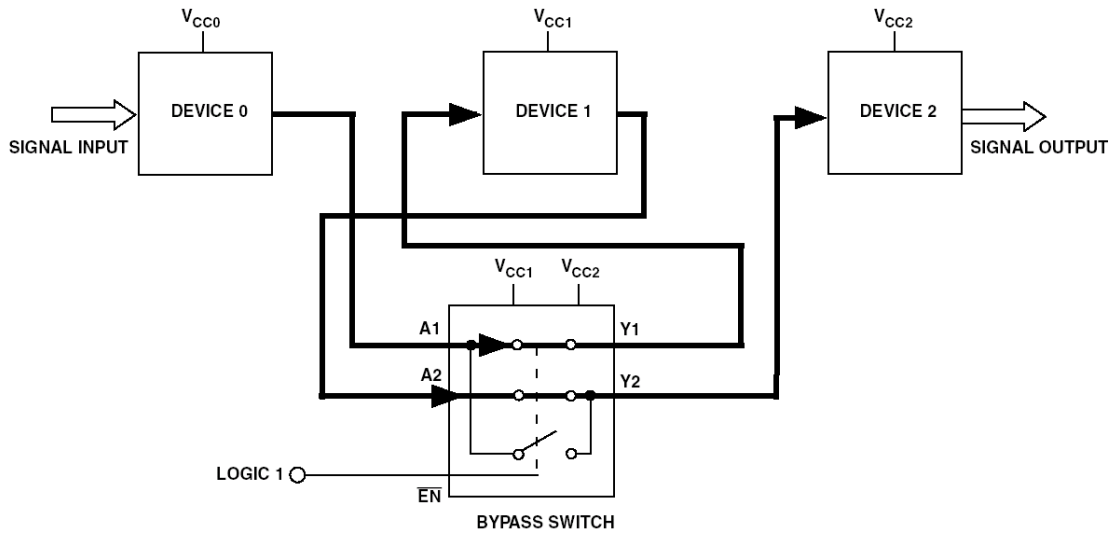 VCC0
VCC1
VCC2
DEVICE 0
DEVICE 1
DEVICE 2
SIGNAL INPUT
SIGNAL OUTPUT
VCC1
VCC2
A1
Y1
A2
Y2
LOGIC 1
E̅N̅
BYPASS SWITCH